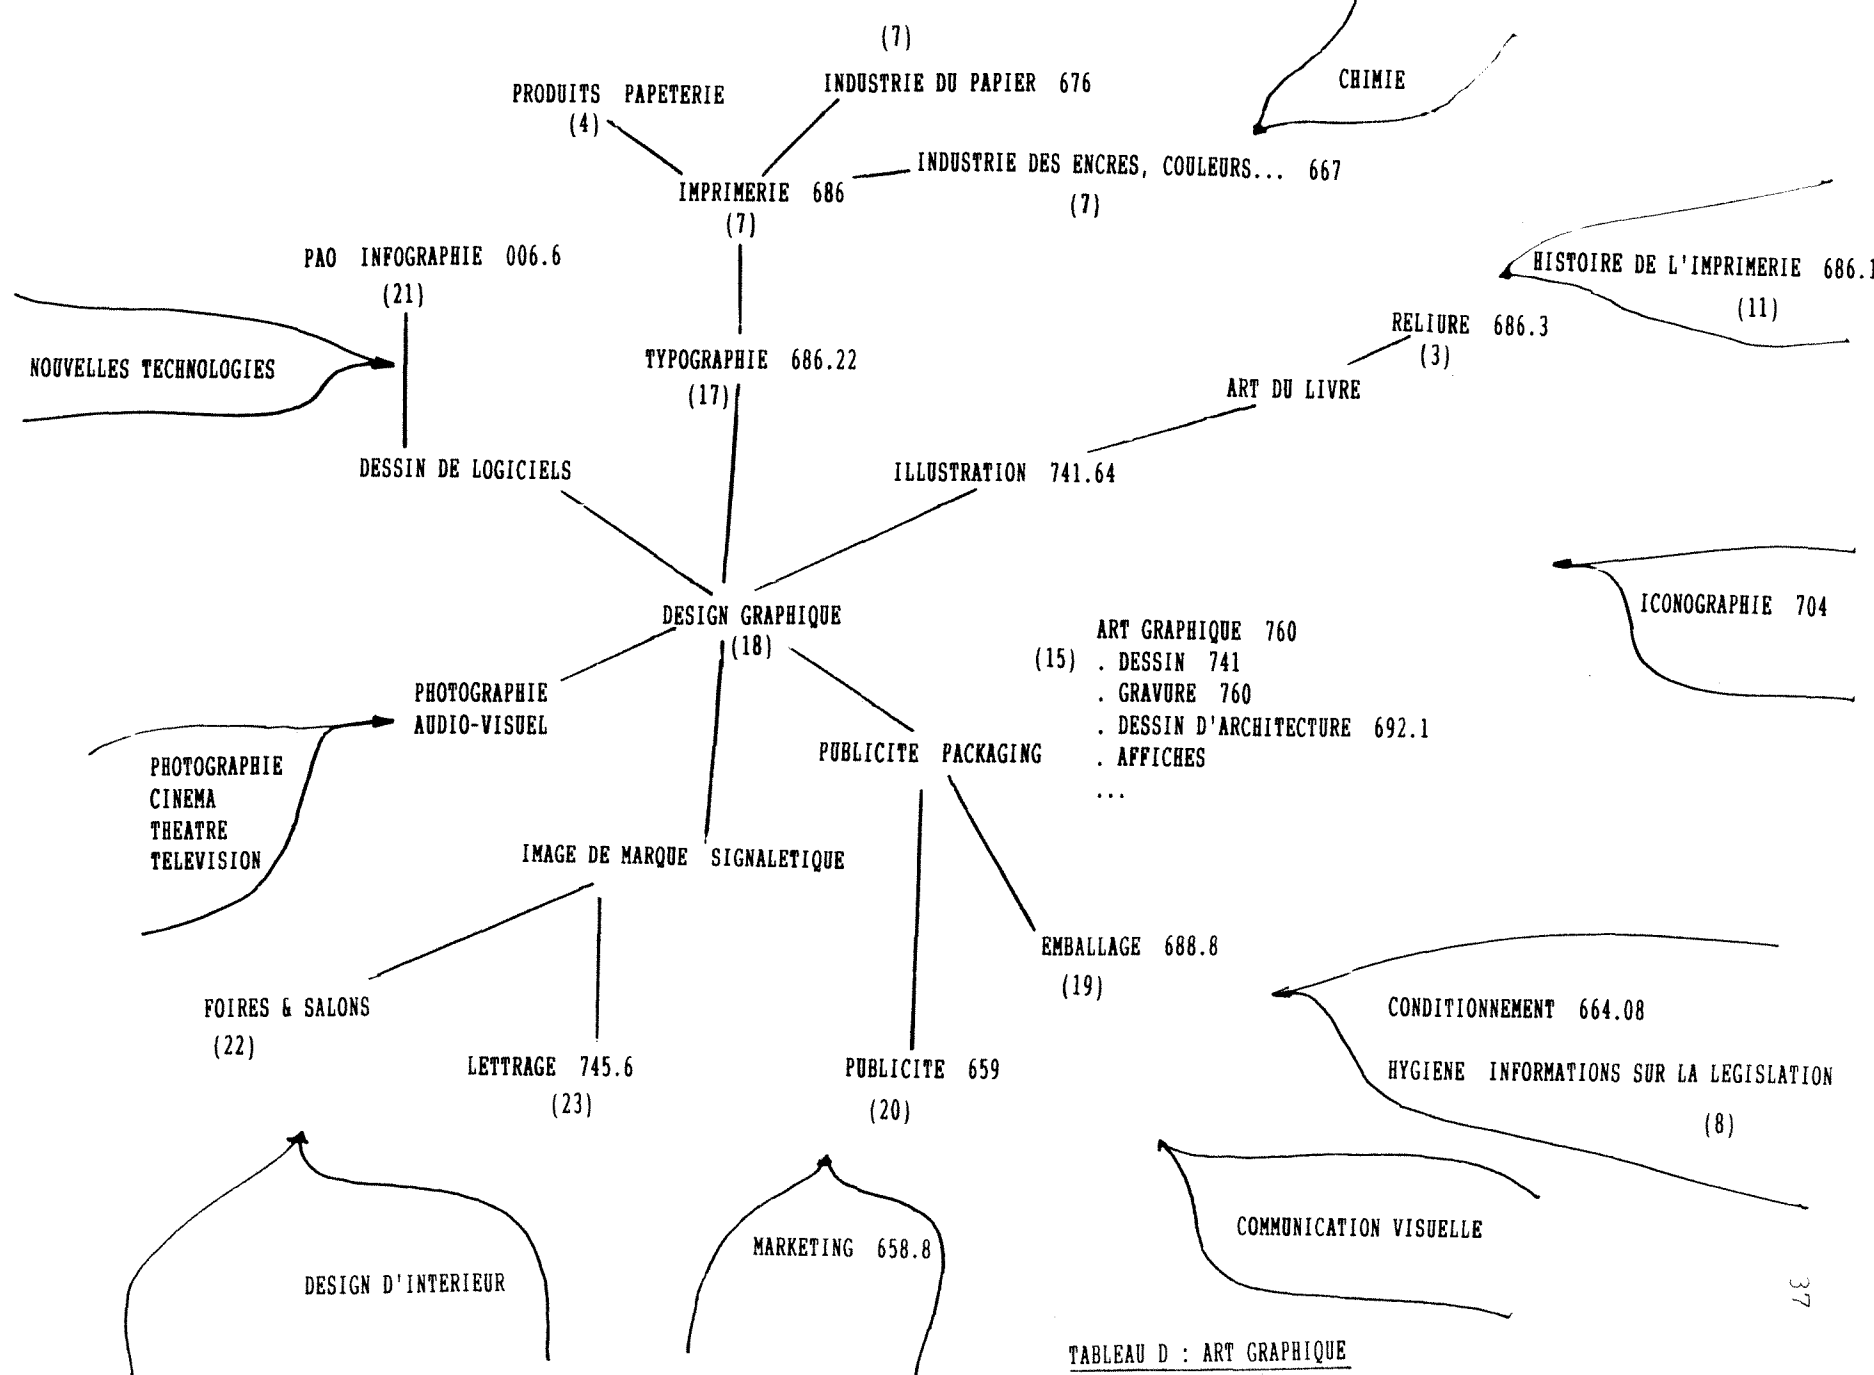 (7)
INDUSTRIE DU PAPIER 676
CHIMIE
PRODUITS PAPETERIE
(4)
INDUSTRIE DES ENCRES, COULEURS... 667
(7)
IMPRIMERIE 686
(7)
PAO INFOGRAPHIE 006.6
(21)
HISTOIRE DE L'IMPRIMERIE 686.1
(11)
RELIURE 686.3
(3)
NOUVELLES TECHNOLOGIES
TYPOGRAPHIE 686.22
(17)
ART DU LIVRE
DESSIN DE LOGICIELS
ILLUSTRATION 741.64
ICONOGRAPHIE 704
DESIGN GRAPHIQUE
(18)
ART GRAPHIQUE 760
(15) . DESSIN 741
. GRAVURE 760
. DESSIN D'ARCHITECTURE 692.1
. AFFICHES
...
PHOTOGRAPHIE
AUDIO-VISUEL
PUBLICITE PACKAGING
PHOTOGRAPHIE
CINEMA
THEATRE
TELEVISION
IMAGE DE MARQUE SIGNALETIQUE
EMBALLAGE 688.8
(19)
FOIRES & SALONS
(22)
CONDITIONNEMENT 664.08
HYGIENE INFORMATIONS SUR LA LEGISLATION
(8)
LETTRAGE 745.6
(23)
PUBLICITE 659
(20)
COMMUNICATION VISUELLE
MARKETING 658.8
DESIGN D'INTERIEUR
37
TABLEAU D : ART GRAPHIQUE